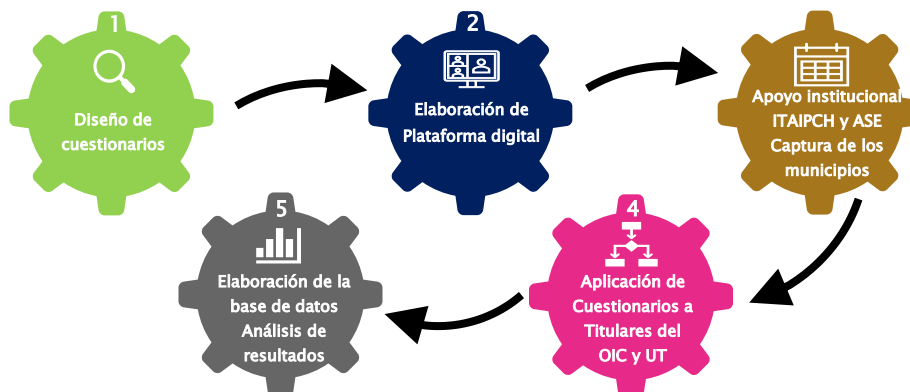 1
Diseño de
cuestionarios
2
Elaboración de
Plataforma digital
Apoyo institucional
ITAIPCH y ASE
Captura de los
municipios
4
Aplicación de
Cuestionarios a
Titulares del
OIC y UT
5
Elaboración de la
base de datos
Análisis de
resultados